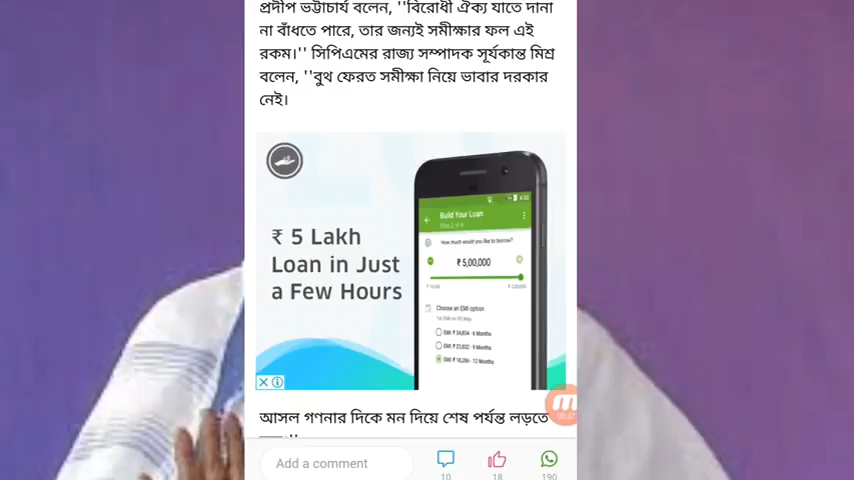 প্রদীপ ভট্টাচার্য বলেন, ''বিরোধী ঐক্য যাতে দানা
না বাঁধতে পারে, তার জন্যই সমীক্ষার ফল এই
রকম।'' সিপিএমের রাজ্য সম্পাদক সূর্যকান্ত মিশ্র
বলেন, ''বুথ ফেরত সমীক্ষা নিয়ে ভাবার দরকার
নেই।
₹ 5 Lakh
Loan in Just
a Few Hours
Build Your Loan
How much would you like to borrow?
₹ 5,00,000
Choose an EMI option
আসল গণনার দিকে মন দিয়ে শেষ পর্যন্ত লড়তে
Add a comment
10
18
190